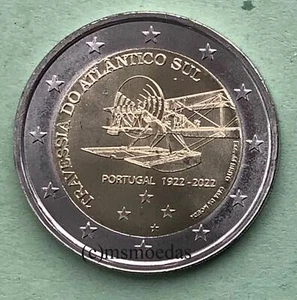 TRAVESSIA DO ATLÂNTICO SUL
PORTUGAL 1922-2022
(c)msmoedas